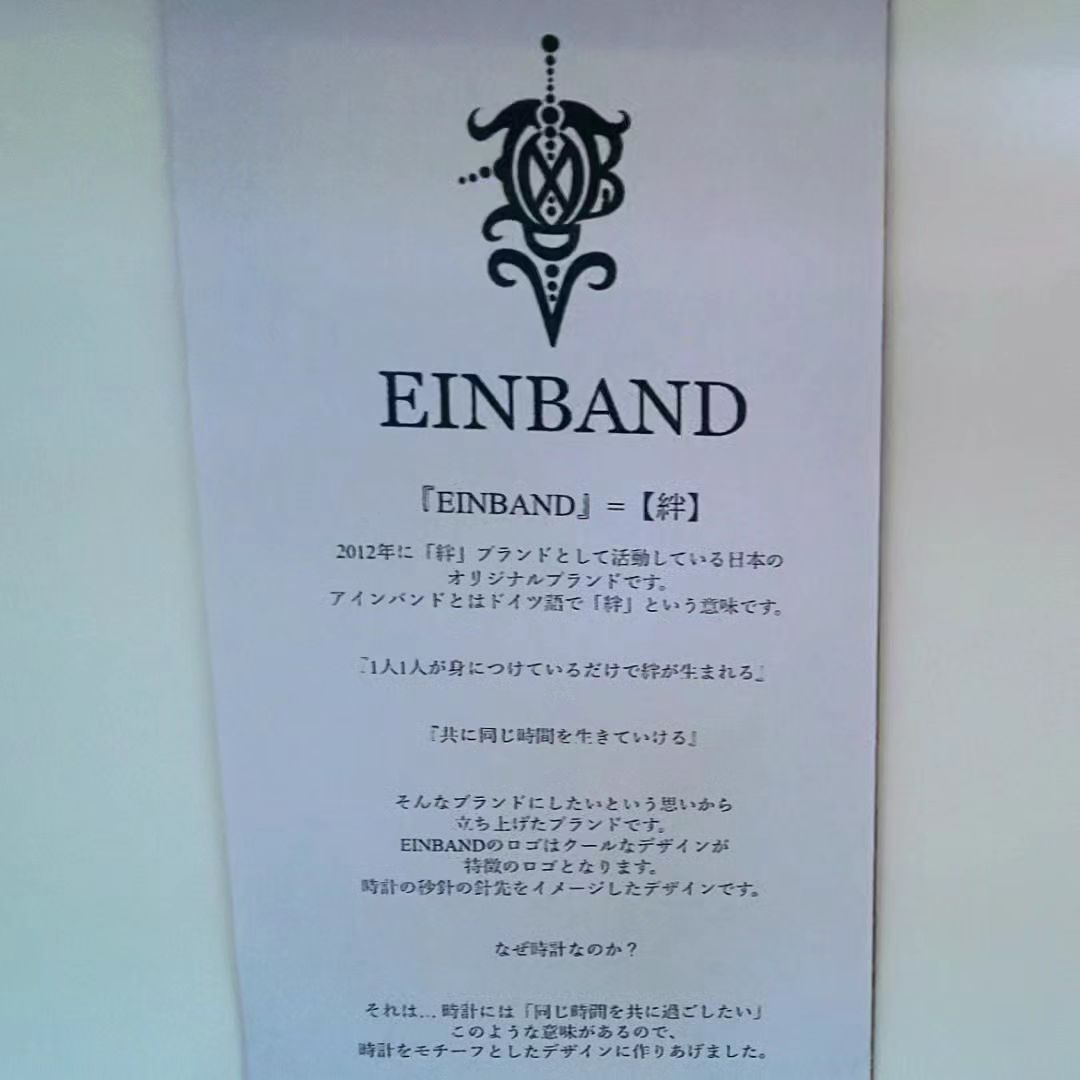 EINBAND
『EINBAND』=【絆】
2012年に「絆」ブランドとして活動している日本の
オリジナルブランドです。
アインバンドとはドイツ語で「絆」という意味です。
『1人1人が身につけているだけで絆が生まれる』
『共に同じ時間を生きていける』
そんなブランドにしたいという思いから
立ち上げたブランドです。
EINBANDのロゴはクールなデザインが
特徴のロゴとなります。
時計の秒針の針先をイメージしたデザインです。
なぜ時計なのか？
それは... 時計には「同じ時間を共に過ごしたい」
このような意味があるので、
時計をモチーフとしたデザインに作りあげました。